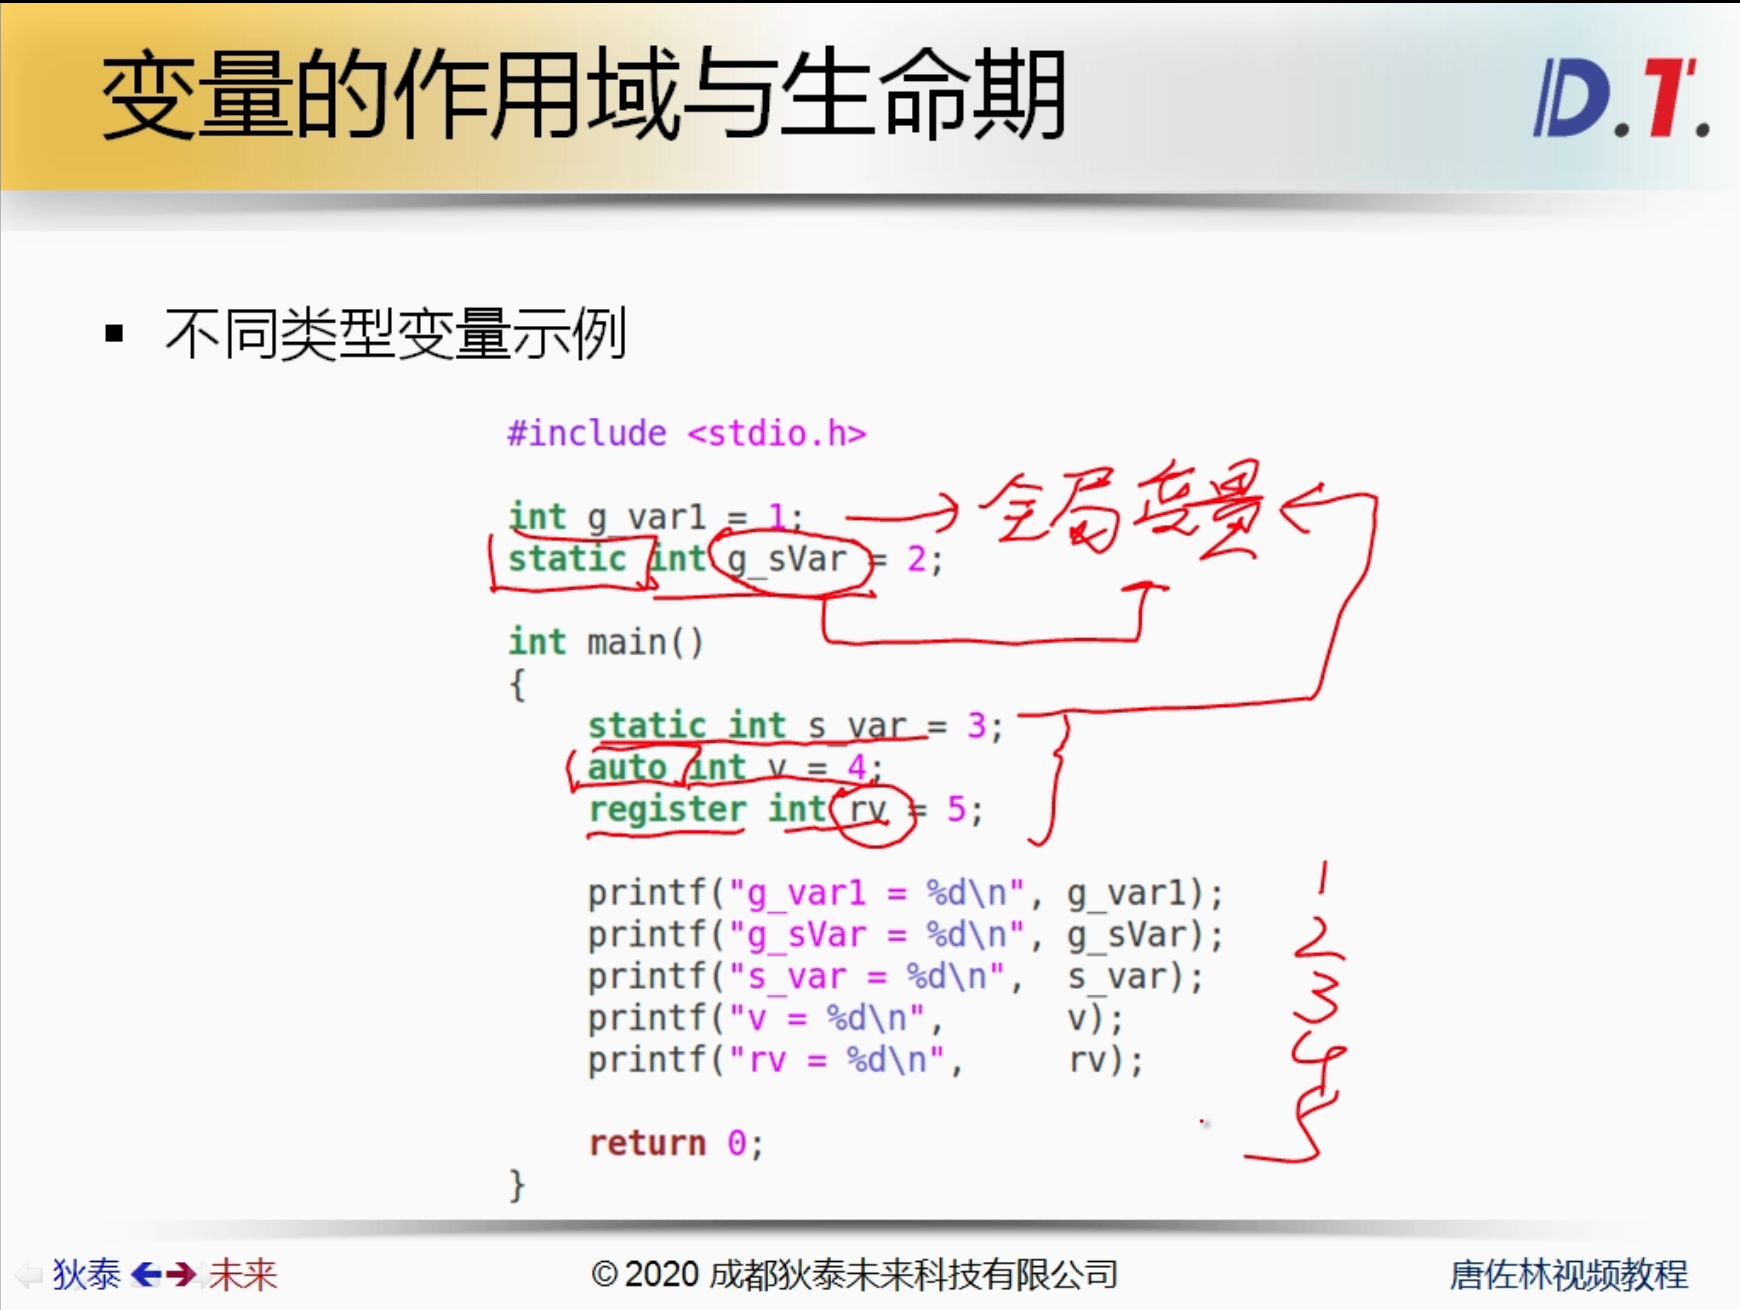 变量的作用域与生命期
D.T.
▪ 不同类型变量示例
#include <stdio.h>
int g_var1 = 1; 全局变量
static int g_sVar = 2;
int main()
{
static int s_var = 3;
auto int v = 4;
register int rv = 5;
printf("g_var1 = %d\n", g_var1); 1
printf("g_sVar = %d\n", g_sVar); 2
printf("s_var = %d\n", s_var); 3
printf("v = %d\n", v); 4
printf("rv = %d\n", rv); 5
return 0;
}
狄泰 未来 © 2020 成都狄泰未来科技有限公司 唐佐林视频教程